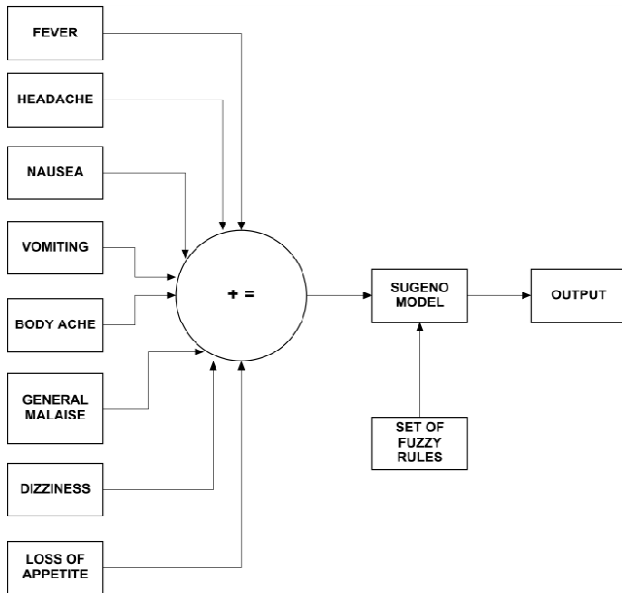 FEVER
HEADACHE
NAUSEA
VOMITING
BODY ACHE
GENERAL
MALAISE
DIZZINESS
LOSS OF
APPETITE
+ =
SUGENO
MODEL
OUTPUT
SET OF
FUZZY
RULES